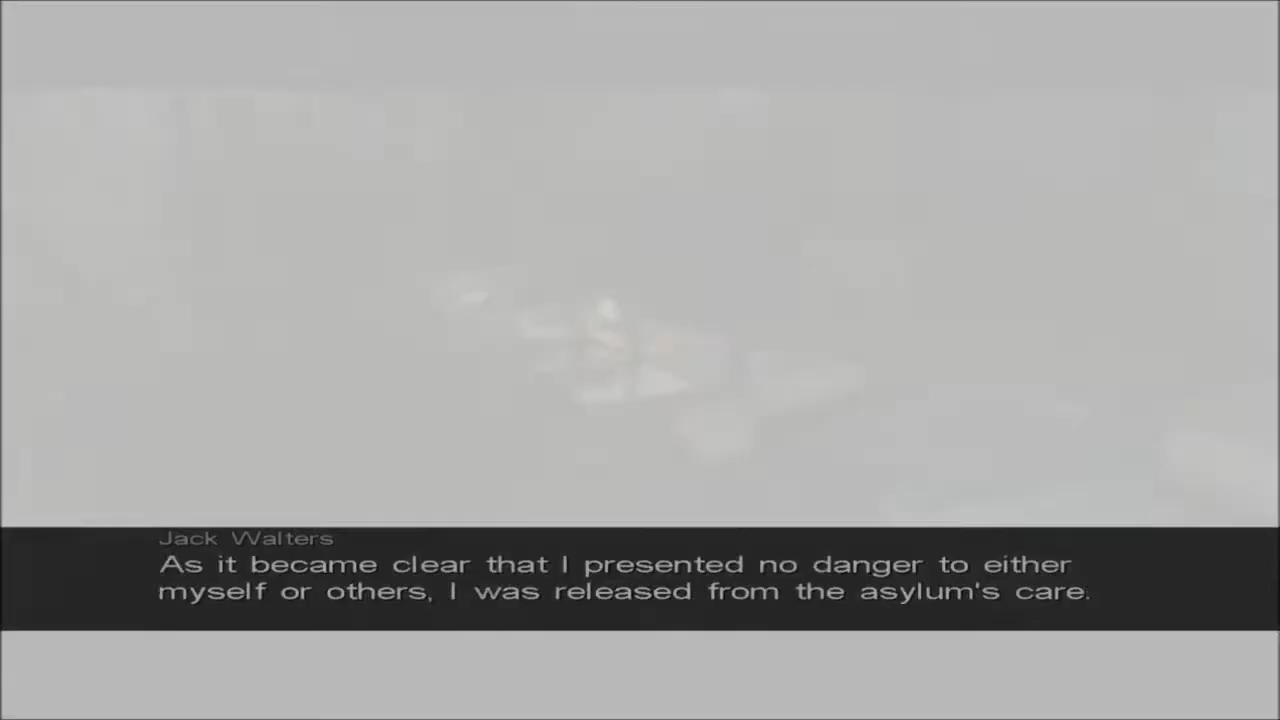 Jack Walters
As it became clear that I presented no danger to either
myself or others, I was released from the asylum's care.